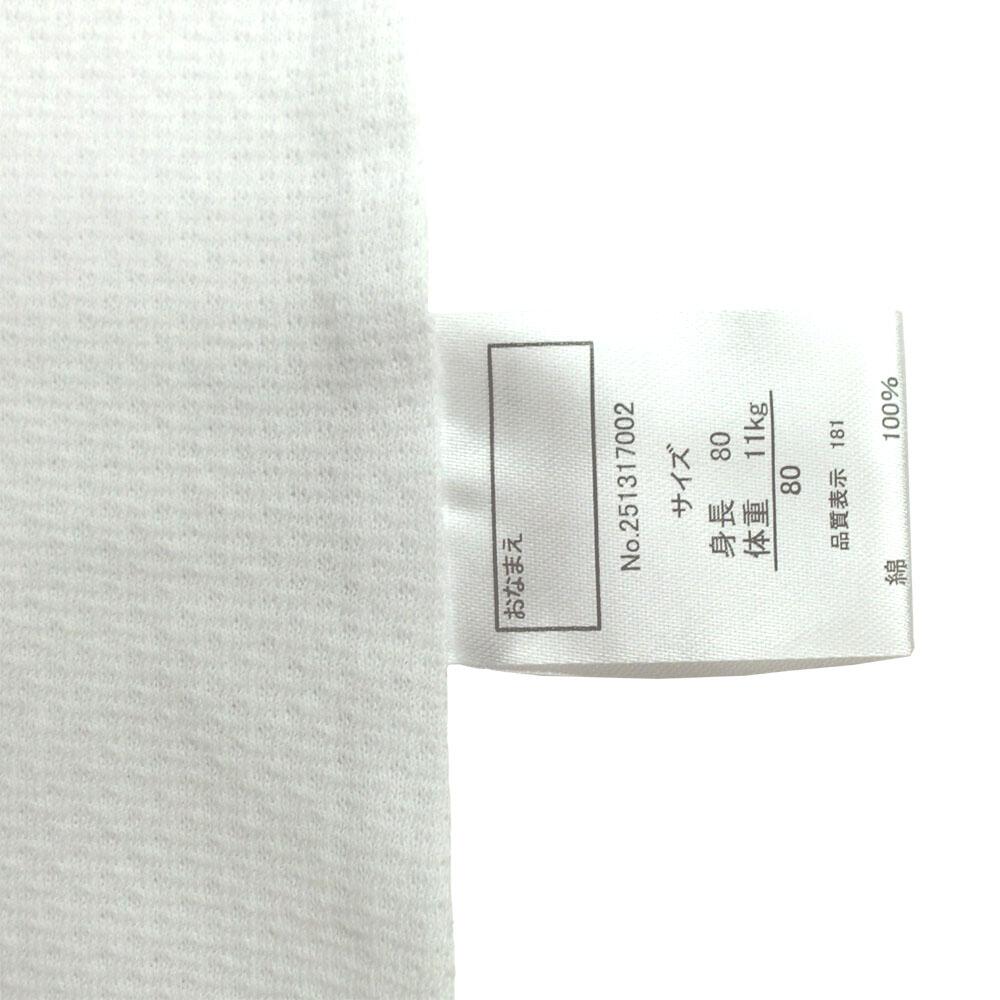 おなまえ
No.251317002
サイズ
身長 80
体重 11kg
80
品質表示 181
綿 100%